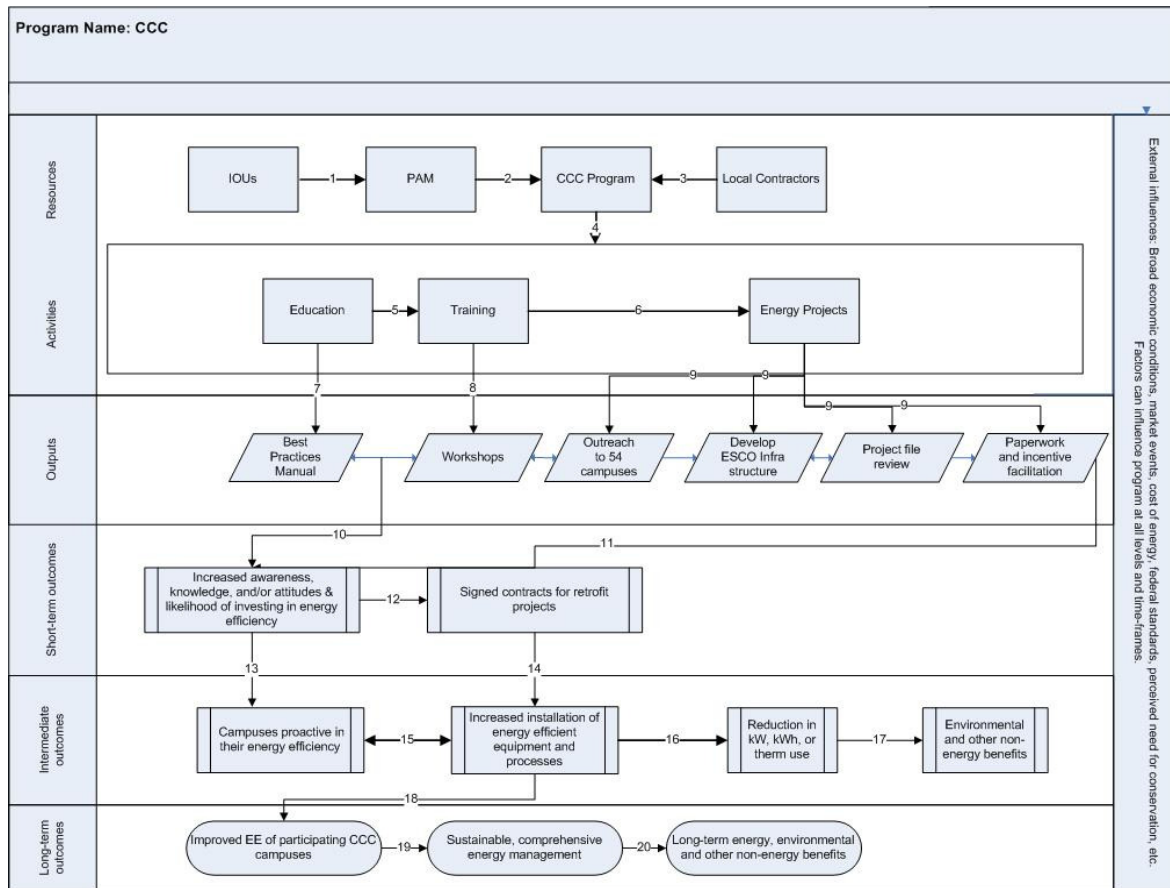 Program Name: CCC
Resources
IOUs
1
PAM
2
CCC Program
3
Local Contractors
4
Activities
Education
5
Training
6
Energy Projects
7
8
9
9
9
9
Outputs
Best
Practices
Manual
Workshops
Outreach
to 54
campuses
Develop
ESCO Infra
structure
Project file
review
Paperwork
and incentive
facilitation
10
11
Short-term outcomes
Increased awareness,
knowledge, and/or attitudes &
likelihood of investing in energy
efficiency
12
Signed contracts for retrofit
projects
13
14
Intermediate
outcomes
Campuses proactive in
their energy efficiency
15
Increased installation of
energy efficient
equipment and
processes
16
Reduction in
kW, kWh, or
therm use
17
Environmental
and other non-
energy benefits
18
Long-term
outcomes
Improved EE of participating CCC
campuses
19
Sustainable, comprehensive
energy management
20
Long-term energy, environmental
and other non-energy benefits
External influences: Broad economic conditions, market events, cost of energy, federal standards, perceived need for conservation, etc.
Factors can influence program at all levels and time-frames.